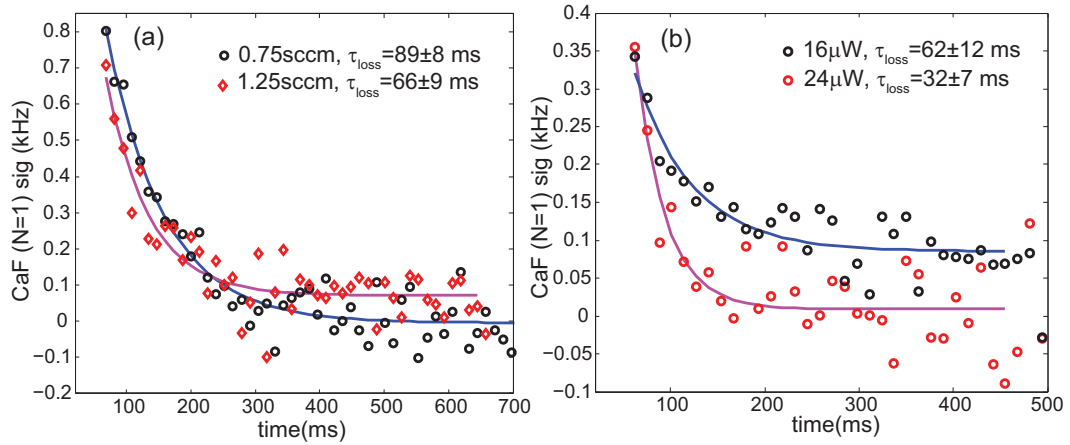 (a)
0.75sccm, τloss=89±8 ms
1.25sccm, τloss=66±9 ms
CaF (N=1) sig (kHz)
0.8
0.7
0.6
0.5
0.4
0.3
0.2
0.1
0
−0.1
−0.2
100 200 300 400 500 600 700
time(ms)
(b)
16μW, τloss=62±12 ms
24μW, τloss=32±7 ms
CaF (N=1) sig (kHz)
0.4
0.35
0.3
0.25
0.2
0.15
0.1
0.05
0
-0.05
-0.1
100 200 300 400 500
time(ms)